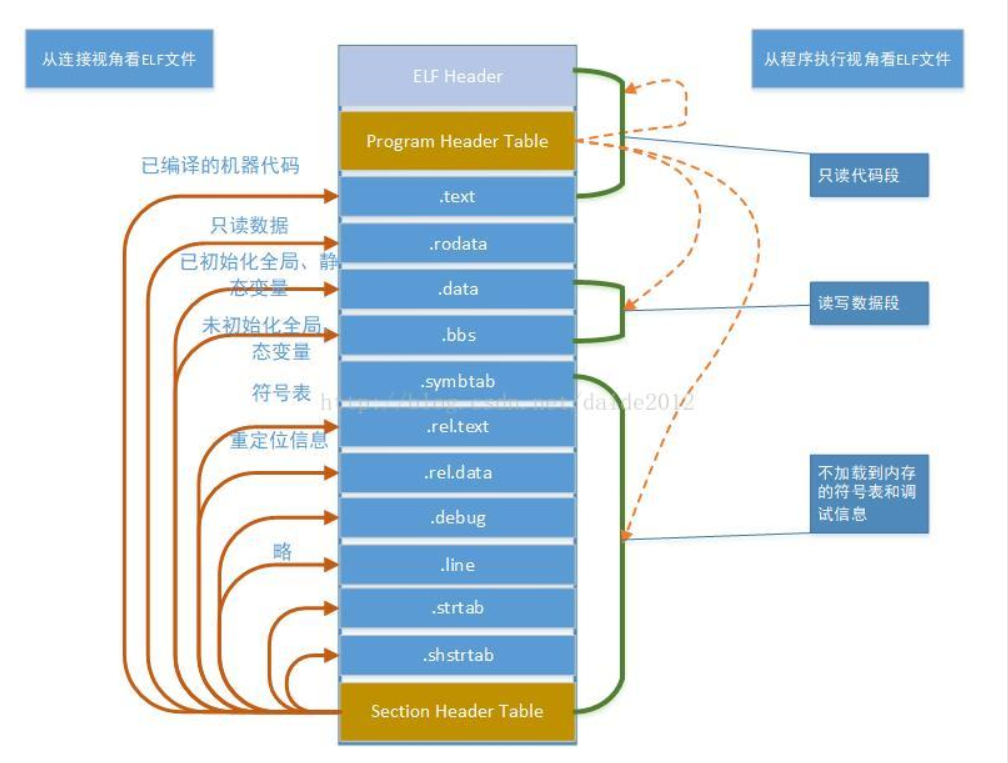 从连接视角看ELF文件
从程序执行视角看ELF文件
ELF Header
Program Header Table
已编译的机器代码
.text
只读代码段
只读数据
.rodata
已初始化全局、静
态变量
.data
读写数据段
未初始化全局、
态变量
.bbs
符号表
.symbtab
http://blog.csdn.net/daide2012
.rel.text
重定位信息
.rel.data
不加载到内存
的符号表和调
试信息
.debug
略
.line
.strtab
.shstrtab
Section Header Table